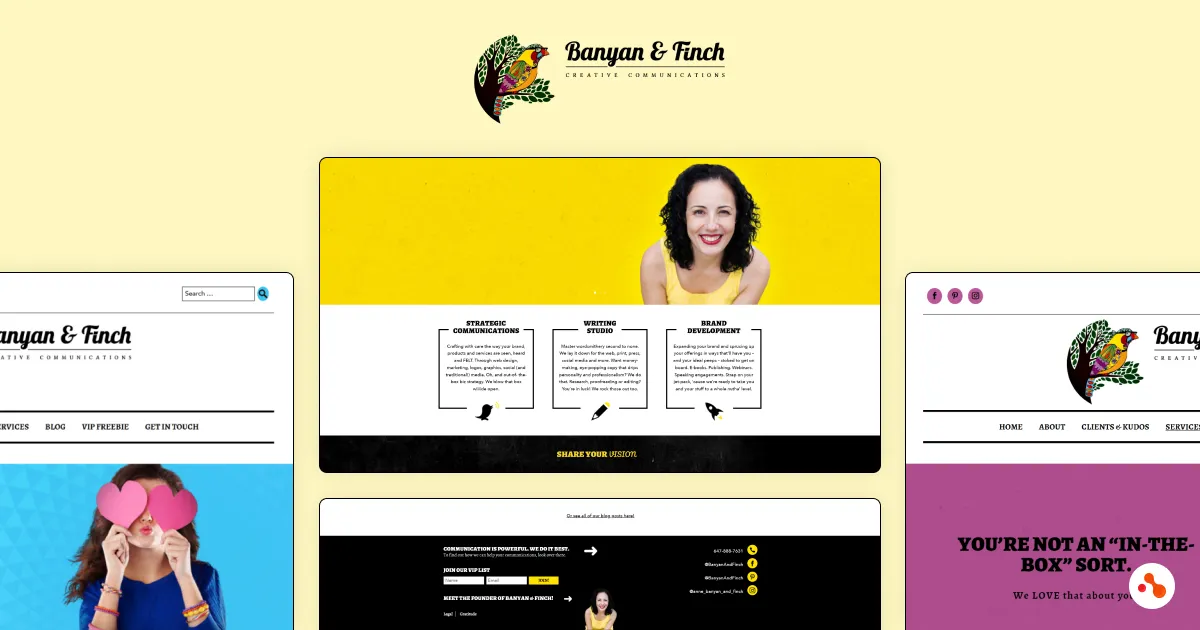 Banyan & Finch
CREATIVE COMMUNICATIONS
STRATEGIC
COMMUNICATIONS
Crafting with care the way your brand,
products and services are seen, heard
and FELT. Through web design,
marketing, logos, graphics, social (and
traditional!) media. Oh, and out-of-the-
box biz strategy. We blow that box
wiiiide open.
WRITING
STUDIO
Master wordsmithery second to none.
We lay it down for the web, print, press,
social media and more. Want money-
making, eye-popping copy that drips
personality and professionalism? We do
that. Research, proofreading or editing?
You're in luck! We rock those out too.
BRAND
DEVELOPMENT
Expanding your brand and sprucing up
your offerings in ways that'll have you –
and your ideal peeps – stoked to get on
board. E-books. Publishing. Webinars.
Speaking engagements. Strap on your
jet-pack, 'cause we're ready to take you
and your stuff to a whole notha' level.
SHARE YOUR VISION
Search ...
anyan & Finch
EATIVE COMMUNICATIONS
ERVICES BLOG VIP FREEBIE GET IN TOUCH
Bany
CREATIVE
HOME ABOUT CLIENTS & KUDOS SERVICES
YOU'RE NOT AN "IN-THE-
BOX" SORT.
We LOVE that about you
Or see all of our blog posts here!
COMMUNICATION IS POWERFUL. WE DO IT BEST.
To find out how we can help your communications, look over there.
JOIN OUR VIP LIST
Name Email JOIN!
MEET THE FOUNDER OF BANYAN & FINCH!
Legal | Gratitude
647-888-7631
@BanyanAndFinch
@BanyanAndFinch
@anne_banyan_and_finch